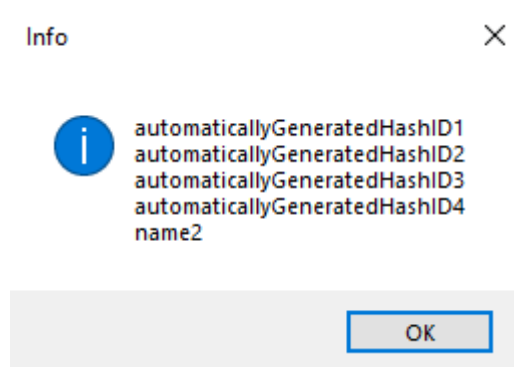 Info
automaticallyGeneratedHashID1
automaticallyGeneratedHashID2
automaticallyGeneratedHashID3
automaticallyGeneratedHashID4
name2
OK